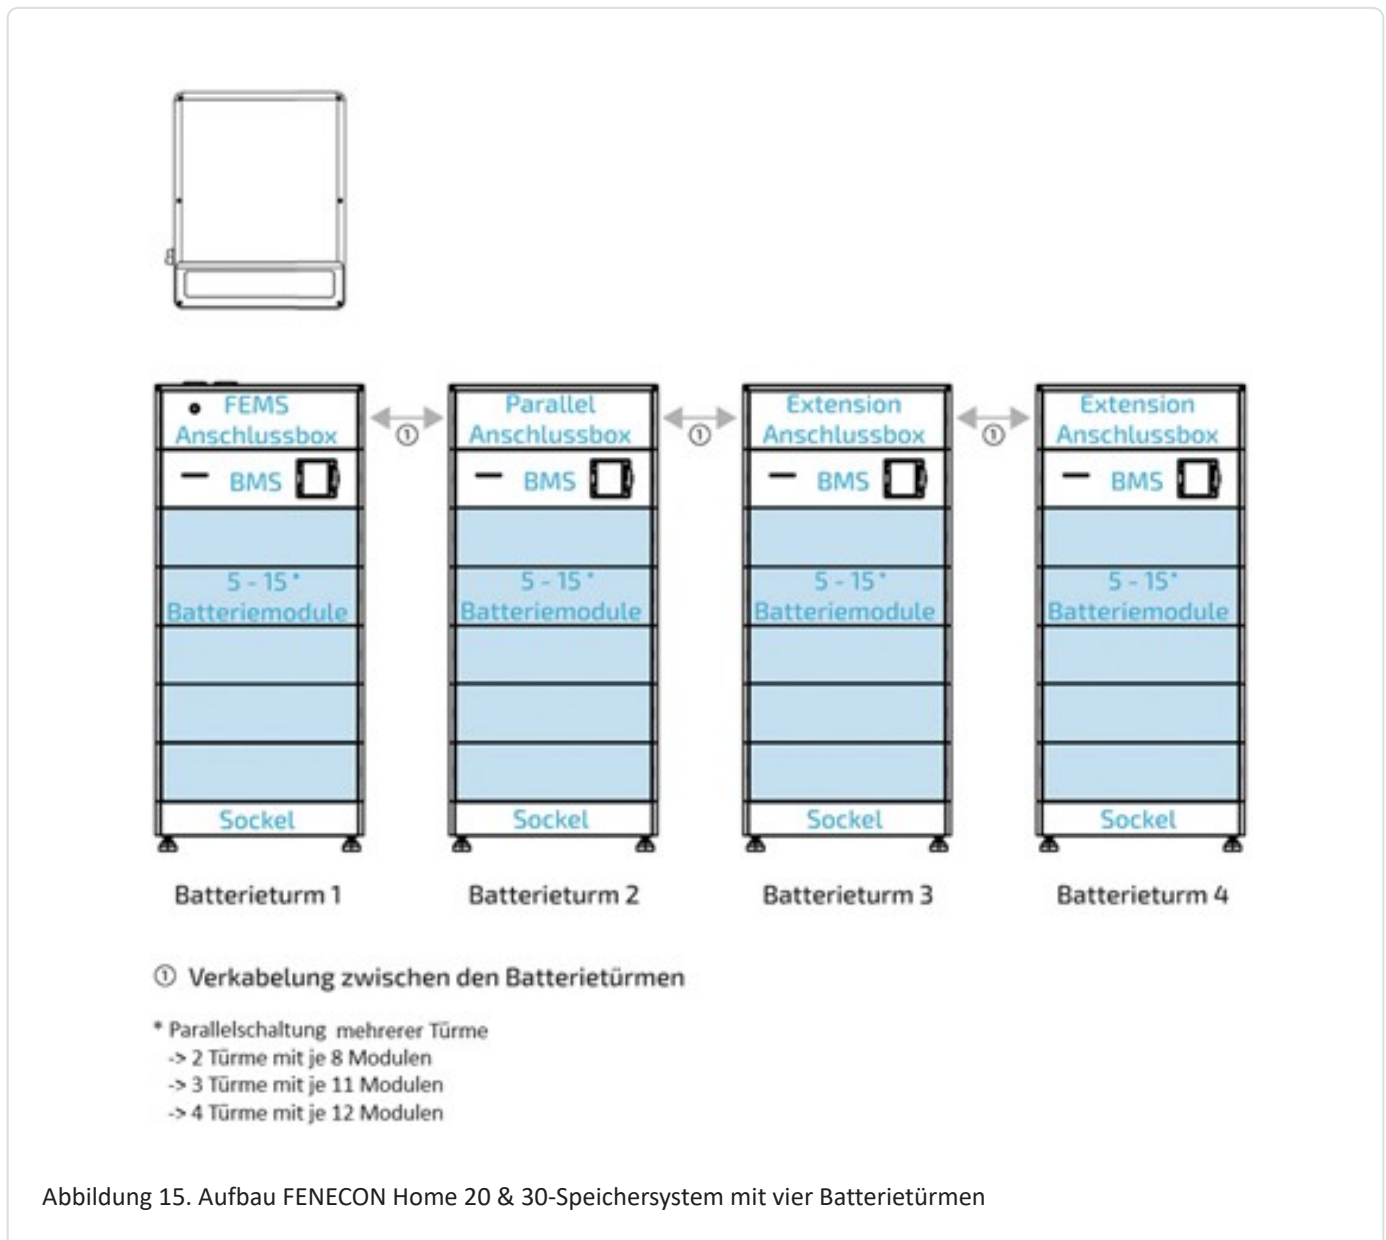 FEMS
Anschlussbox
Parallel
Anschlussbox
Extension
Anschlussbox
Extension
Anschlussbox
①
①
①
BMS
BMS
BMS
BMS
5 - 15*
Batteriemodule
5 - 15*
Batteriemodule
5 - 15*
Batteriemodule
5 - 15*
Batteriemodule
Sockel
Sockel
Sockel
Sockel
Batterieturm 1
Batterieturm 2
Batterieturm 3
Batterieturm 4
① Verkabelung zwischen den Batterietürmen
* Parallelschaltung mehrerer Türme
-> 2 Türme mit je 8 Modulen
-> 3 Türme mit je 11 Modulen
-> 4 Türme mit je 12 Modulen
Abbildung 15. Aufbau FENECON Home 20 & 30-Speichersystem mit vier Batterietürmen